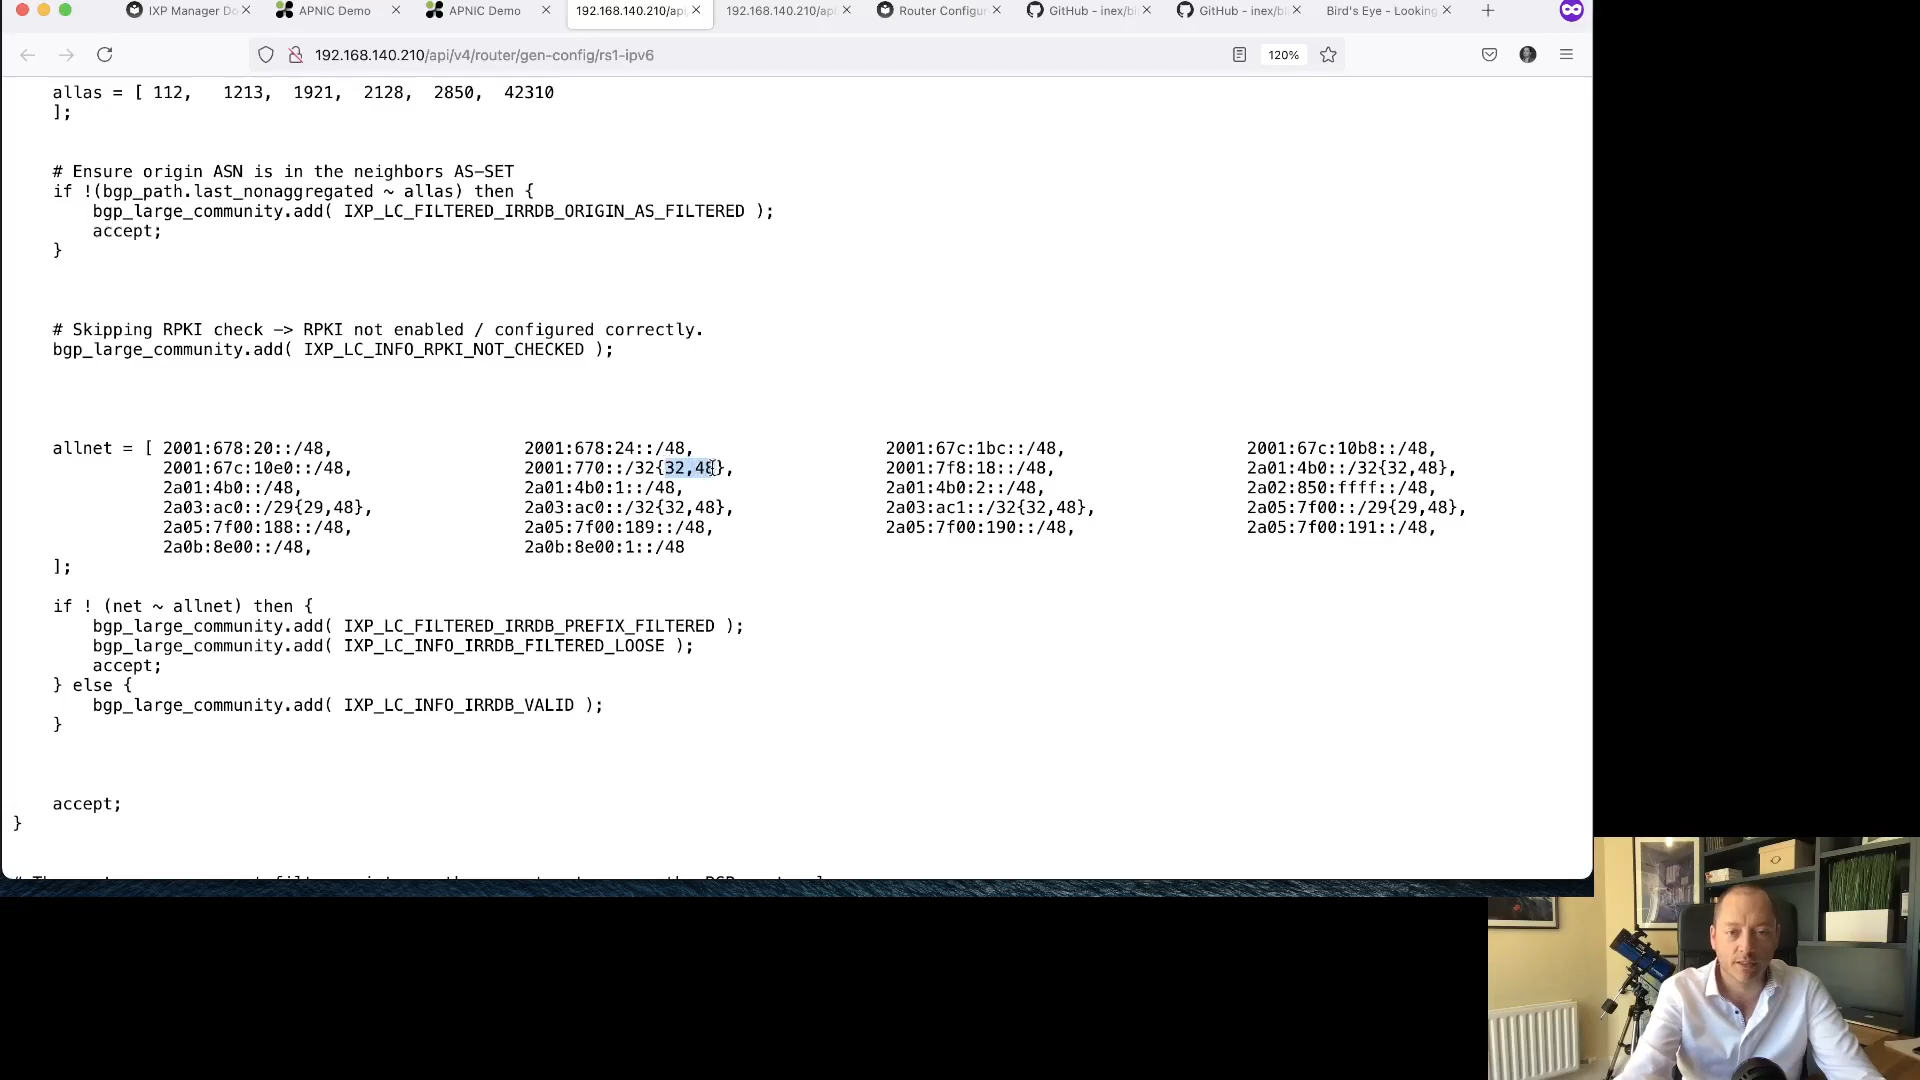 IXP Manager Do
APNIC Demo
APNIC Demo
192.168.140.210/api
192.168.140.210/api
Router Configur
GitHub - inex/bi
GitHub - inex/bi
Bird's Eye - Looking
192.168.140.210/api/v4/router/gen-config/rs1-ipv6
120%
allas = [ 112, 1213, 1921, 2128, 2850, 42310
];
# Ensure origin ASN is in the neighbors AS-SET
if !(bgp_path.last_nonaggregated ~ allas) then {
bgp_large_community.add( IXP_LC_FILTERED_IRRDB_ORIGIN_AS_FILTERED );
accept;
}
# Skipping RPKI check -> RPKI not enabled / configured correctly.
bgp_large_community.add( IXP_LC_INFO_RPKI_NOT_CHECKED );
allnet = [ 2001:678:20::/48, 2001:678:24::/48, 2001:67c:1bc::/48, 2001:67c:10b8::/48,
2001:67c:10e0::/48, 2001:770::/32{32,48}, 2001:7f8:18::/48, 2a01:4b0::/32{32,48},
2a01:4b0::/48, 2a01:4b0:1::/48, 2a01:4b0:2::/48, 2a02:850:ffff::/48,
2a03:ac0::/29{29,48}, 2a03:ac0::/32{32,48}, 2a03:ac1::/32{32,48}, 2a05:7f00::/29{29,48},
2a05:7f00:188::/48, 2a05:7f00:189::/48, 2a05:7f00:190::/48, 2a05:7f00:191::/48,
2a0b:8e00::/48, 2a0b:8e00:1::/48
];
if ! (net ~ allnet) then {
bgp_large_community.add( IXP_LC_FILTERED_IRRDB_PREFIX_FILTERED );
bgp_large_community.add( IXP_LC_INFO_IRRDB_FILTERED_LOOSE );
accept;
} else {
bgp_large_community.add( IXP_LC_INFO_IRRDB_VALID );
}
accept;
}